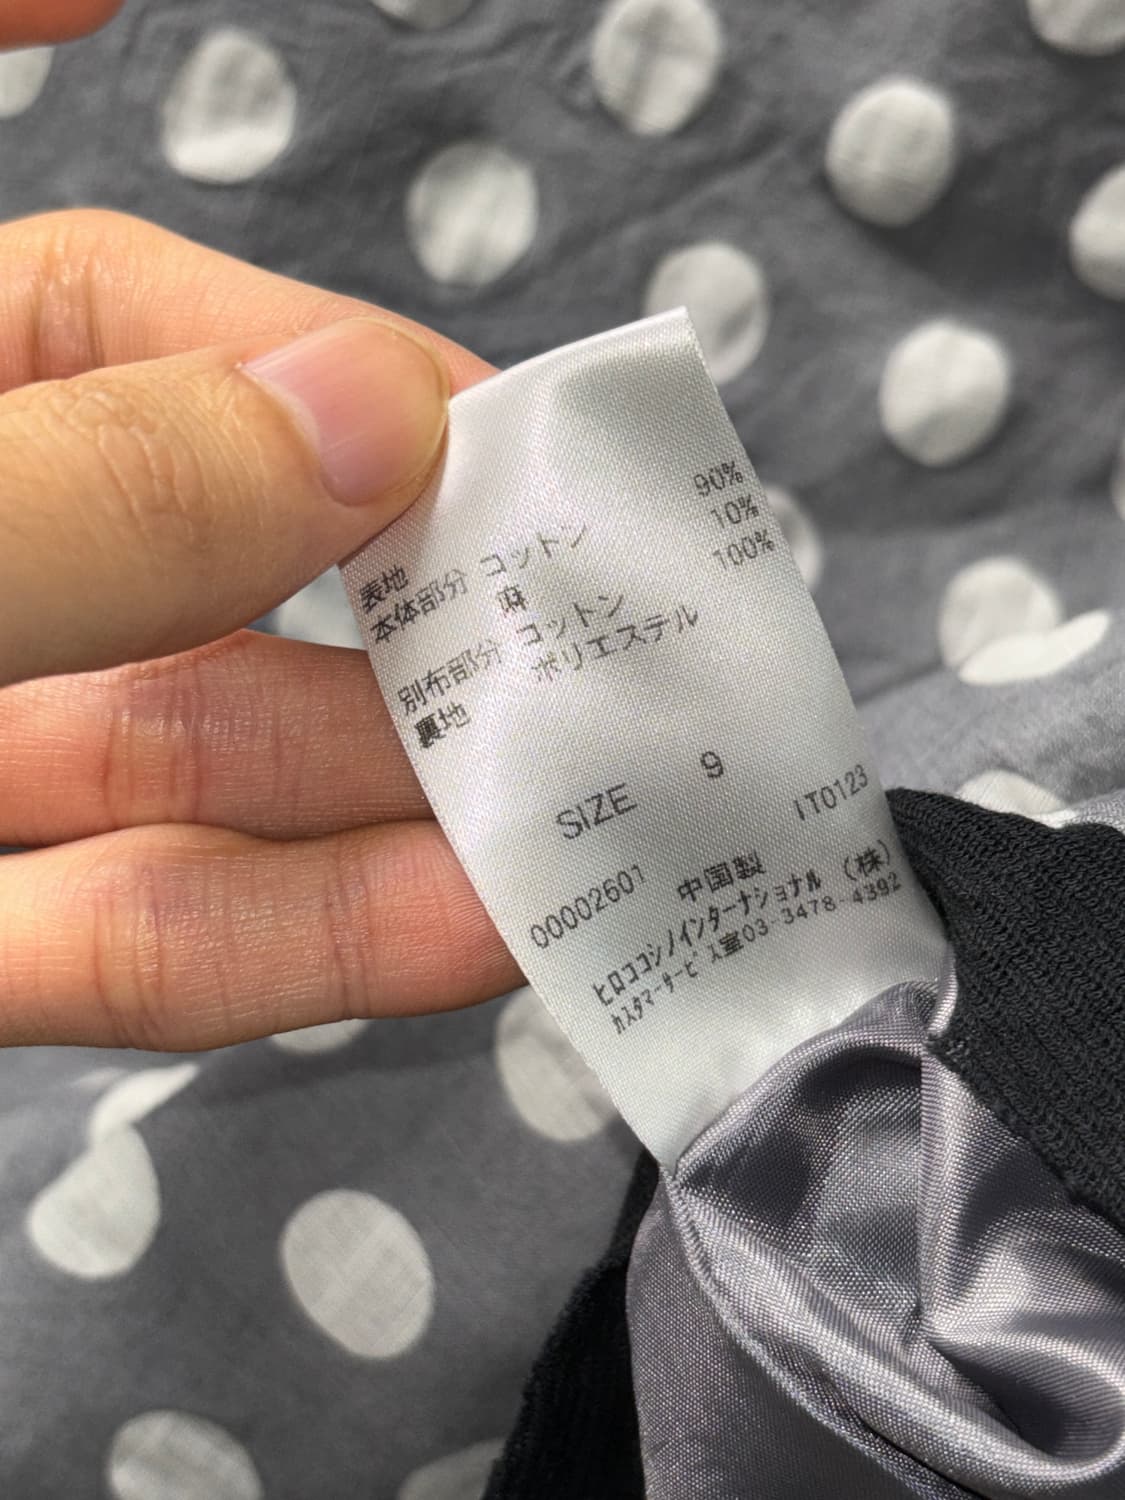 表地
本体部分 コットン 90%
麻 10%
別布部分 コットン 100%
裏地 ポリエステル
SIZE 9
IT0123
00002601 中国製
ヒロココシノインターナショナル（株）
カスタマーサービス室03-3478-4392